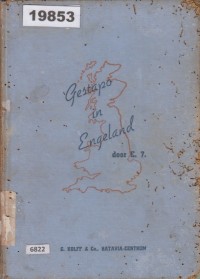 19853
Gestapo
in
Engeland
door E. 7.
6822
G. KOLFF & Co., BATAVIA-CENTRUM